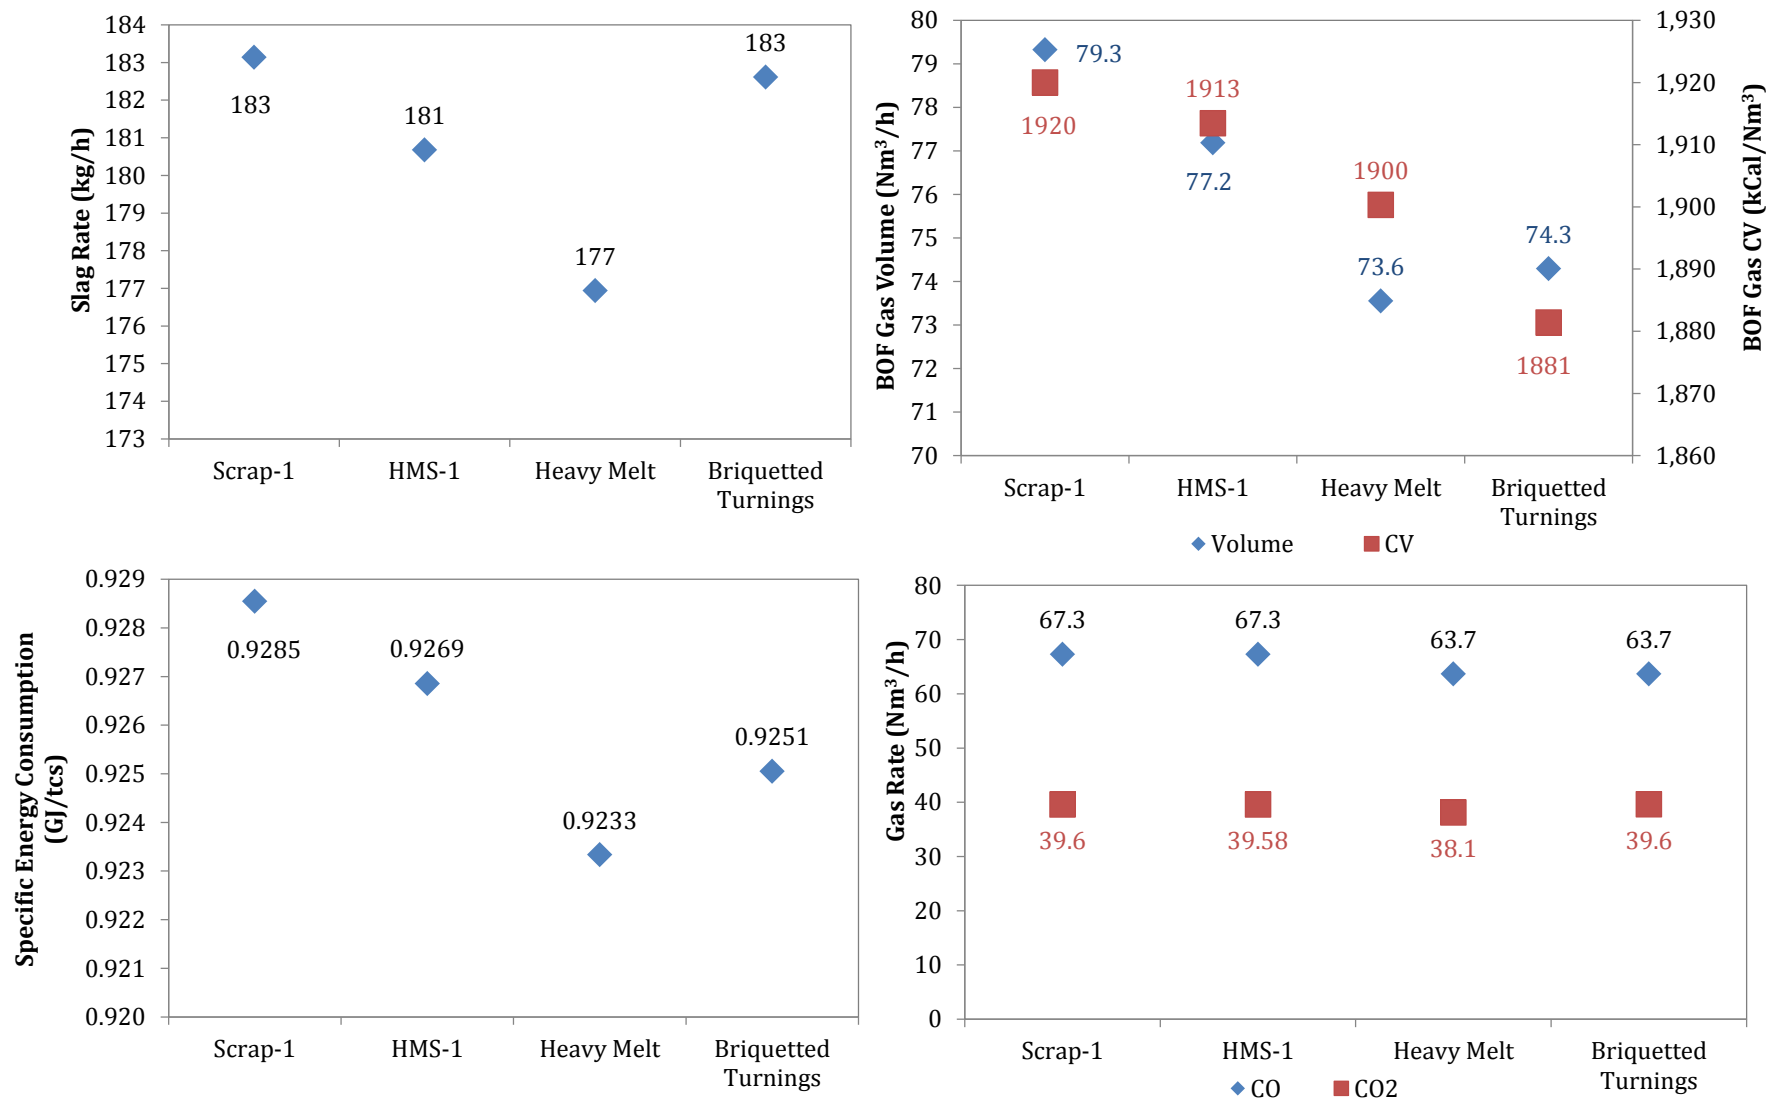 184
183
182
181
180
179
178
177
176
175
174
173
Slag Rate (kg/h)
183
181
177
183
Scrap-1
HMS-1
Heavy Melt
Briquetted
Turnings
80
79
78
77
76
75
74
73
72
71
70
BOF Gas Volume (Nm³/h)
79.3
1920
1913
77.2
1900
73.6
74.3
1881
1,930
1,920
1,910
1,900
1,890
1,880
1,870
1,860
BOF Gas CV (kCal/Nm³)
Scrap-1
HMS-1
Heavy Melt
Briquetted
Turnings
Volume
CV
0.929
0.928
0.927
0.926
0.925
0.924
0.923
0.922
0.921
0.920
Specific Energy Consumption
(GJ/tcs)
0.9285
0.9269
0.9233
0.9251
Scrap-1
HMS-1
Heavy Melt
Briquetted
Turnings
80
70
60
50
40
30
20
10
0
Gas Rate (Nm³/h)
67.3
67.3
63.7
63.7
39.6
39.58
38.1
39.6
Scrap-1
HMS-1
Heavy Melt
Briquetted
Turnings
CO
CO2